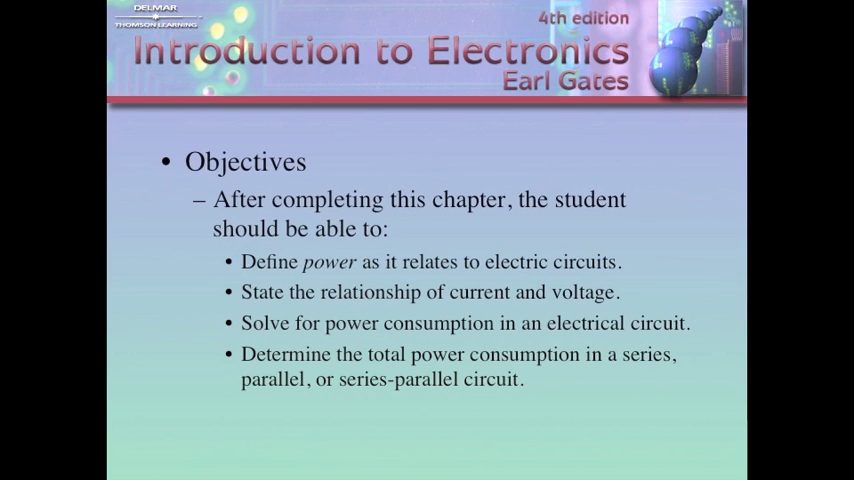 DELMAR
THOMSON LEARNING
4th edition
Introduction to Electronics
Earl Gates
• Objectives
– After completing this chapter, the student
should be able to:
• Define power as it relates to electric circuits.
• State the relationship of current and voltage.
• Solve for power consumption in an electrical circuit.
• Determine the total power consumption in a series,
parallel, or series-parallel circuit.